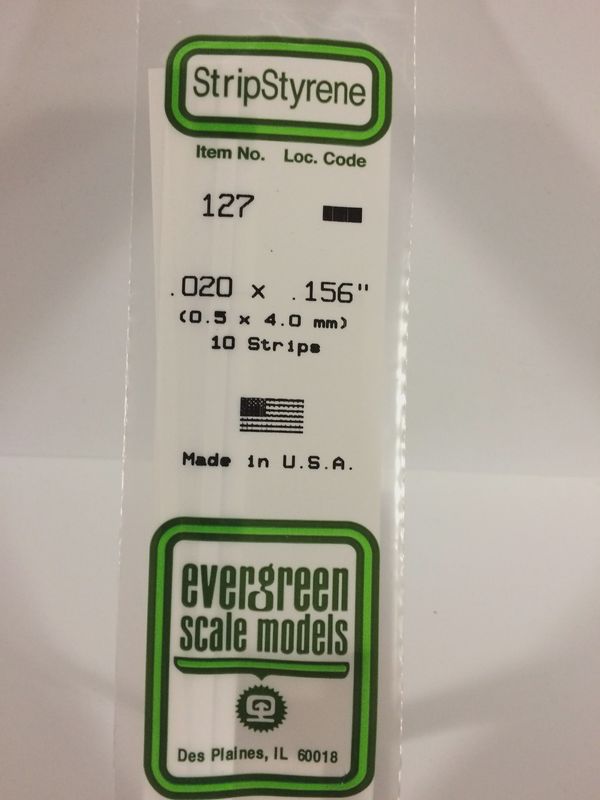 StripStyrene
Item No. Loc. Code
127
.020 x .156"
(0.5 x 4.0 mm)
10 Strips
Made in U.S.A.
evergreen
scale models
Des Plaines, IL 60018